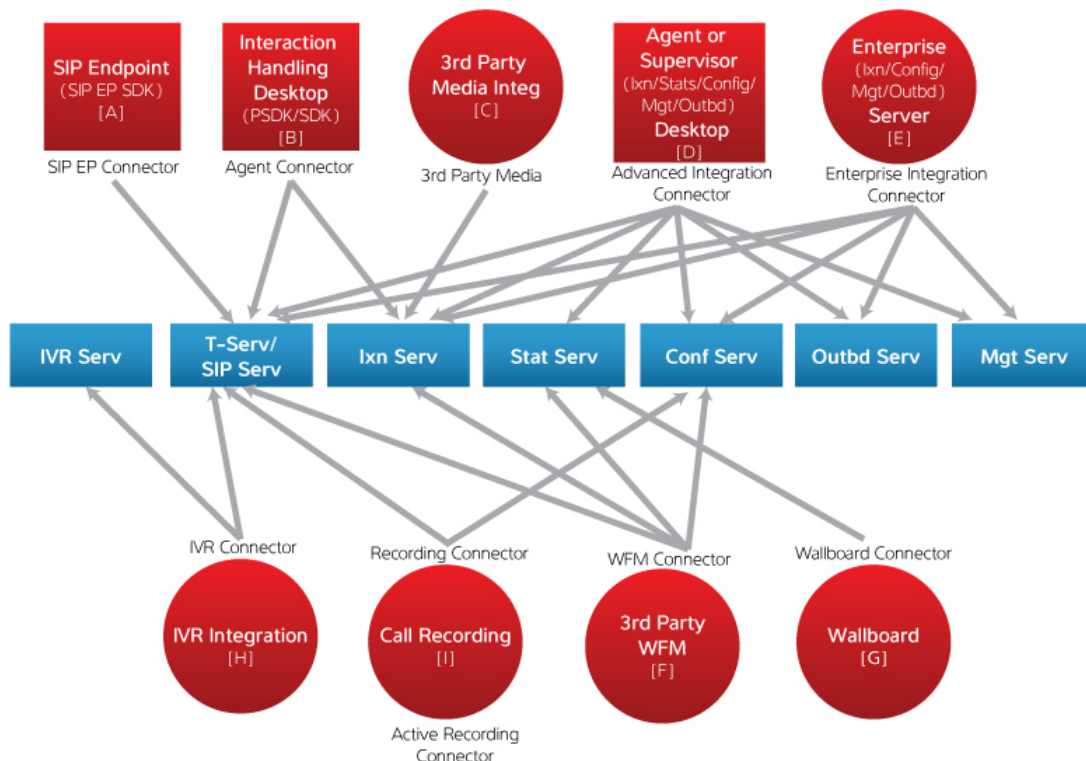 SIP Endpoint
(SIP EP SDK)
[A]
SIP EP Connector
Interaction
Handling
Desktop
(PSDK/SDK)
[B]
Agent Connector
3rd Party
Media Integ
[C]
3rd Party Media
Agent or
Supervisor
(Ixn/Stats/Config/
Mgt/Outbd)
Desktop
[D]
Advanced Integration
Connector
Enterprise
(Ixn/Config/
Mgt/Outbd)
Server
[E]
Enterprise Integration
Connector
IVR Serv
T-Serv/
SIP Serv
Ixn Serv
Stat Serv
Conf Serv
Outbd Serv
Mgt Serv
IVR Connector
IVR Integration
[H]
Recording Connector
Call Recording
[I]
Active Recording
Connector
WFM Connector
3rd Party
WFM
[F]
Wallboard Connector
Wallboard
[G]